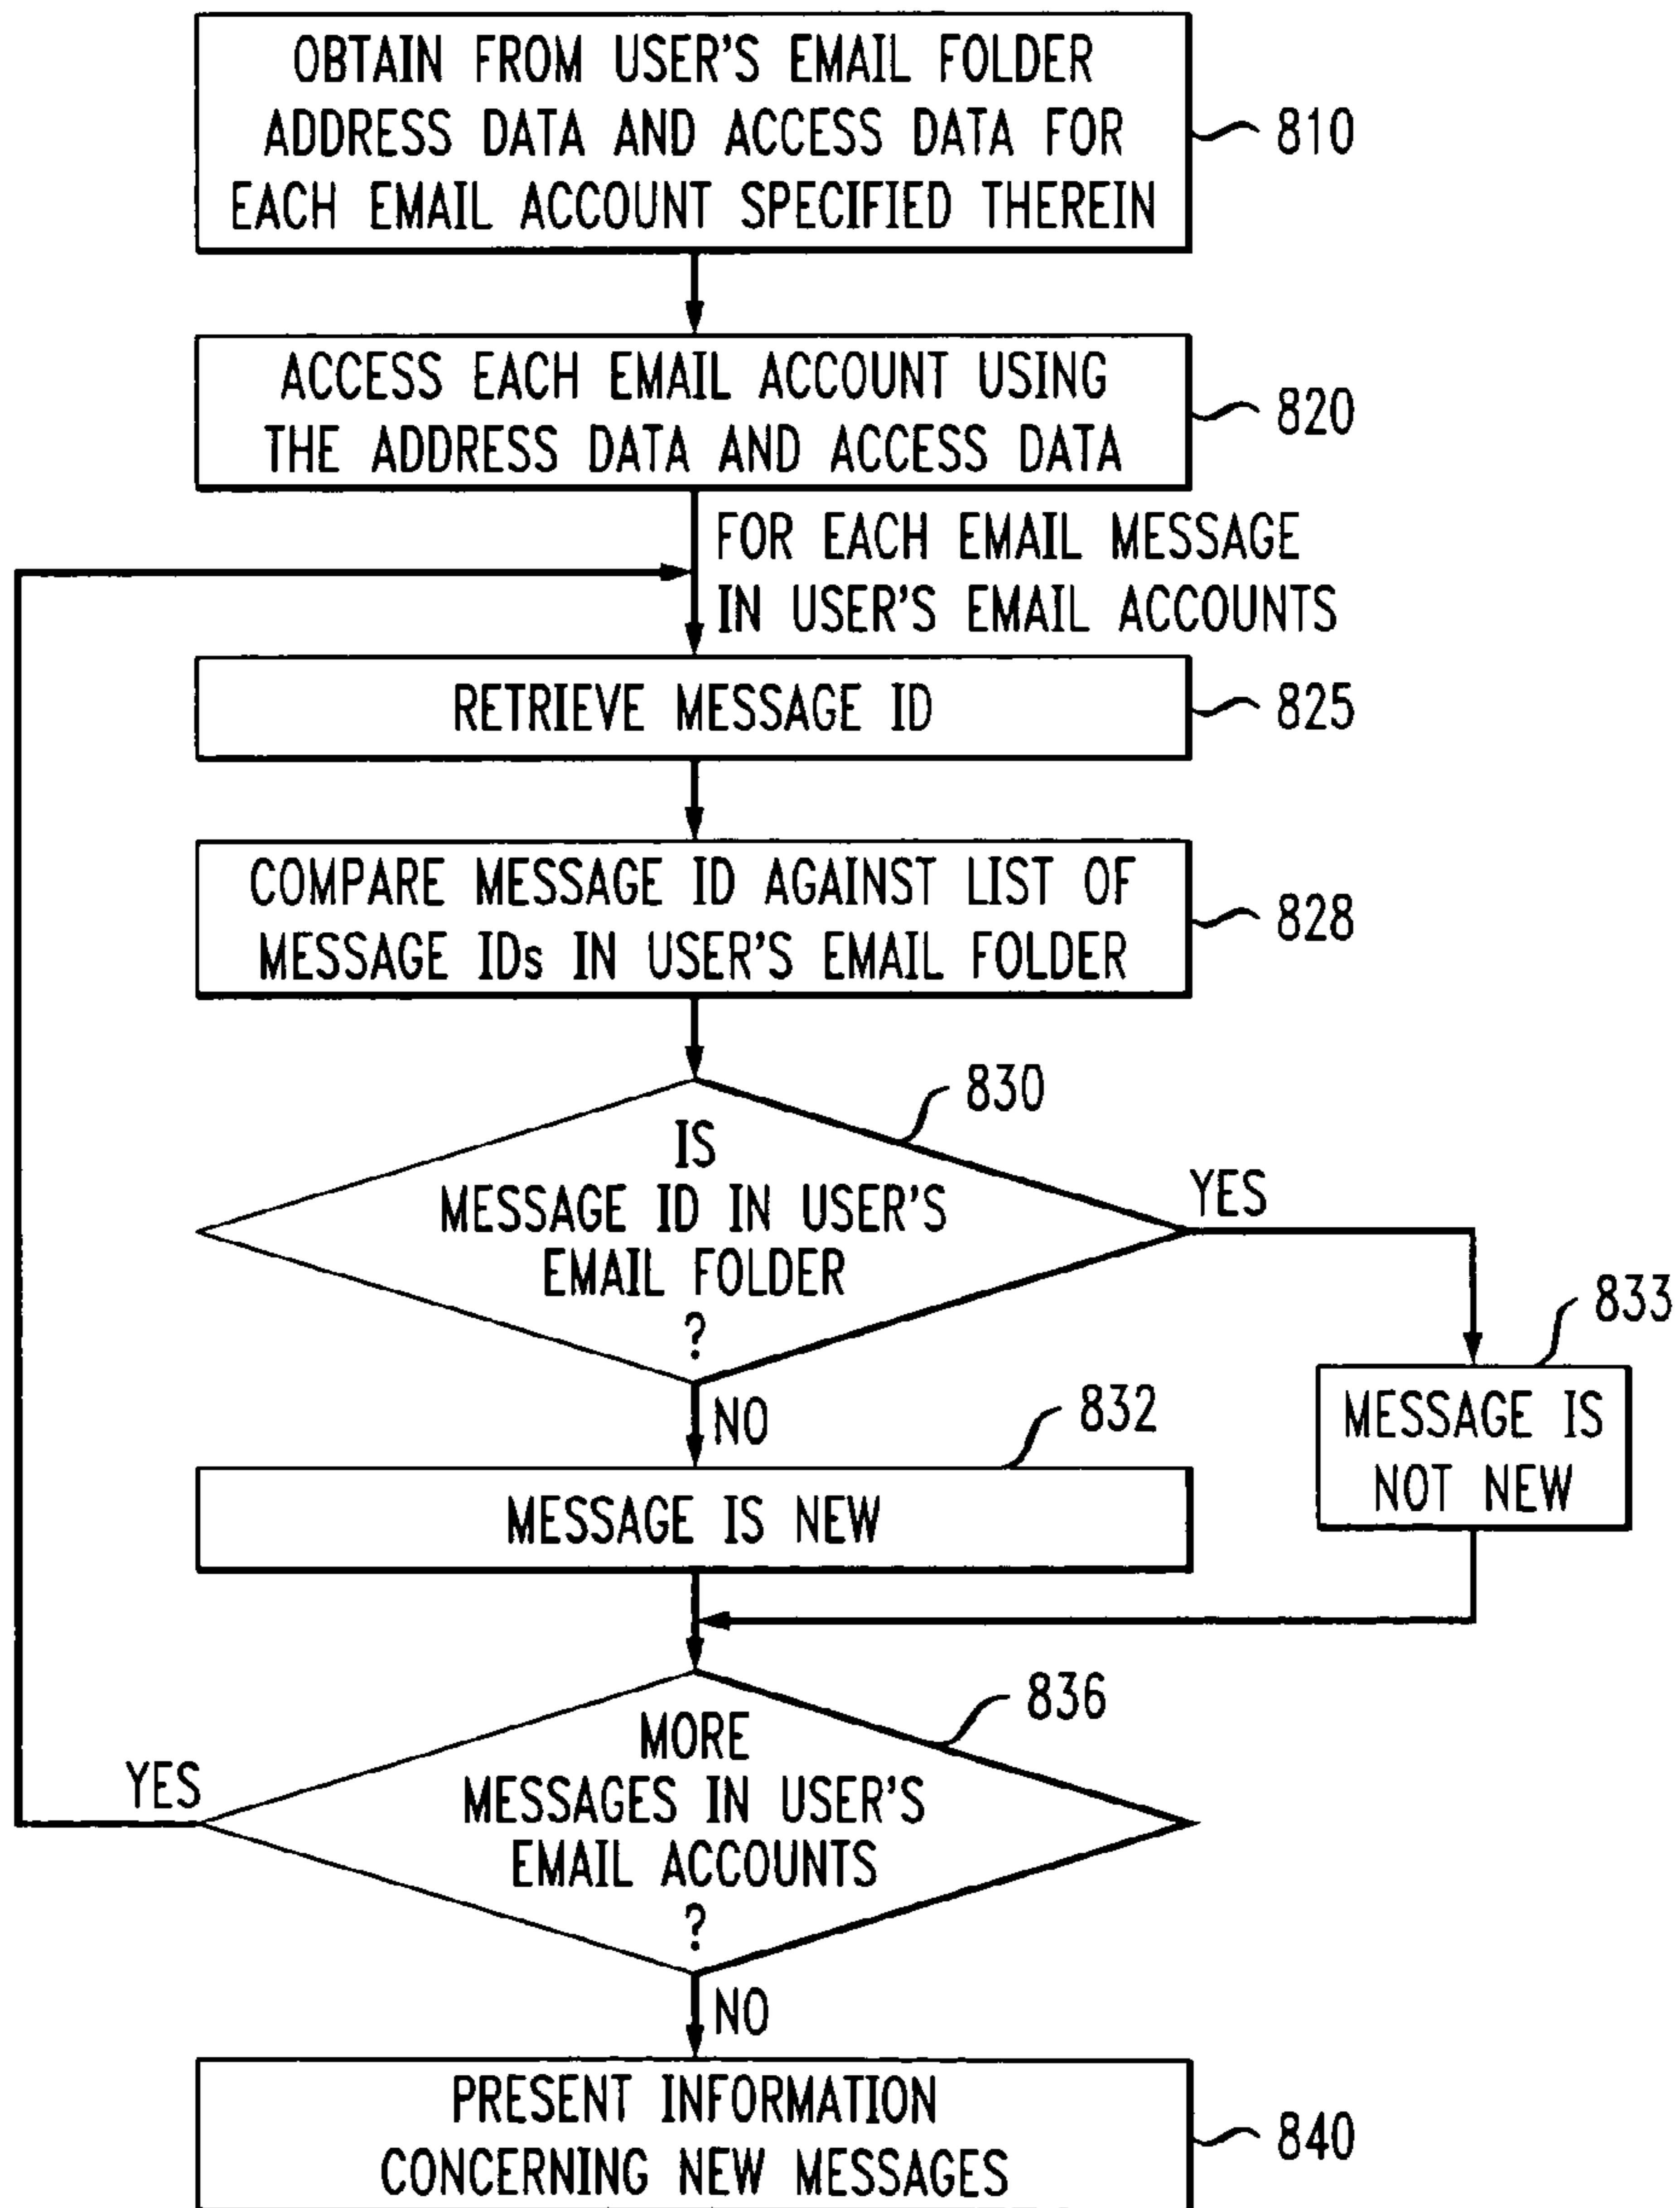 OBTAIN FROM USER'S EMAIL FOLDER
ADDRESS DATA AND ACCESS DATA FOR
EACH EMAIL ACCOUNT SPECIFIED THEREIN
810
ACCESS EACH EMAIL ACCOUNT USING
THE ADDRESS DATA AND ACCESS DATA
820
FOR EACH EMAIL MESSAGE
IN USER'S EMAIL ACCOUNTS
RETRIEVE MESSAGE ID
825
COMPARE MESSAGE ID AGAINST LIST OF
MESSAGE IDs IN USER'S EMAIL FOLDER
828
830
IS
MESSAGE ID IN USER'S
EMAIL FOLDER
?
YES
833
MESSAGE IS
NOT NEW
NO
832
MESSAGE IS NEW
836
MORE
MESSAGES IN USER'S
EMAIL ACCOUNTS
?
YES
NO
PRESENT INFORMATION
CONCERNING NEW MESSAGES
840